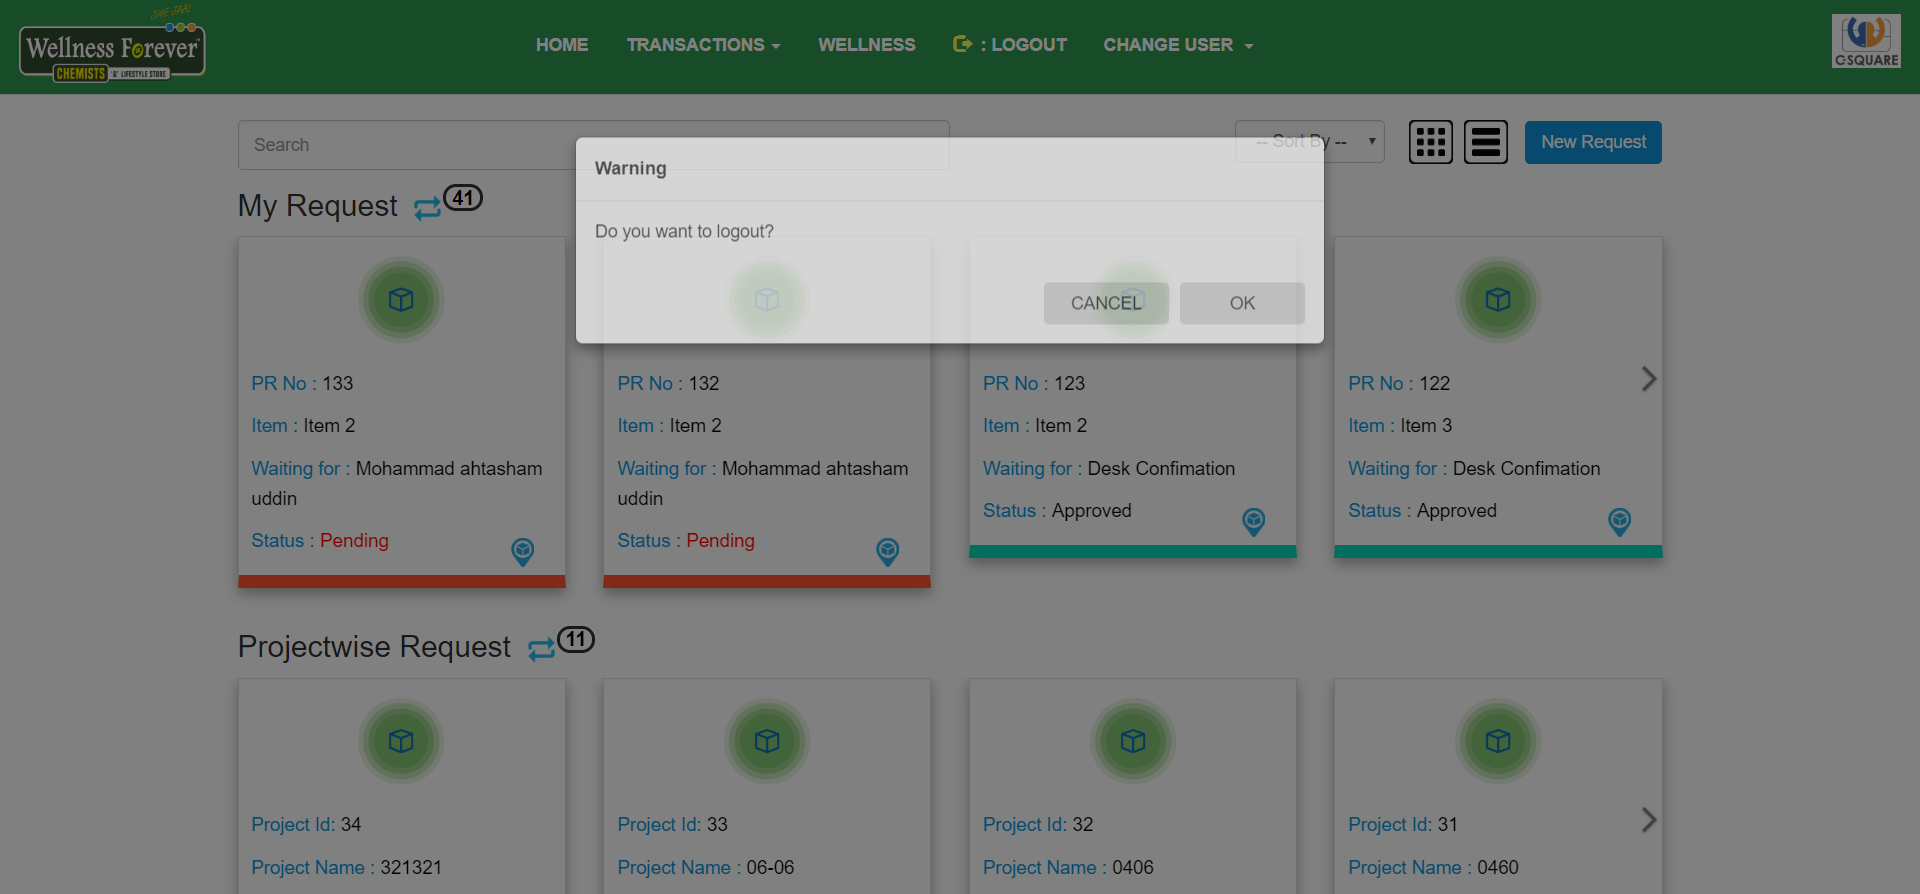 JIYE JAAI
Wellness Forever
CHEMISTS 'A' LIFESTYLE STORE
HOME
TRANSACTIONS
WELLNESS
: LOGOUT
CHANGE USER
C-SQUARE
Search
-- Sort By --
New Request
Warning
Do you want to logout?
CANCEL
OK
My Request 41
PR No : 133
Item : Item 2
Waiting for : Mohammad ahtasham
uddin
Status : Pending
PR No : 132
Item : Item 2
Waiting for : Mohammad ahtasham
uddin
Status : Pending
PR No : 123
Item : Item 2
Waiting for : Desk Confimation
Status : Approved
PR No : 122
Item : Item 3
Waiting for : Desk Confimation
Status : Approved
Projectwise Request 11
Project Id: 34
Project Name : 321321
Project Id: 33
Project Name : 06-06
Project Id: 32
Project Name : 0406
Project Id: 31
Project Name : 0460